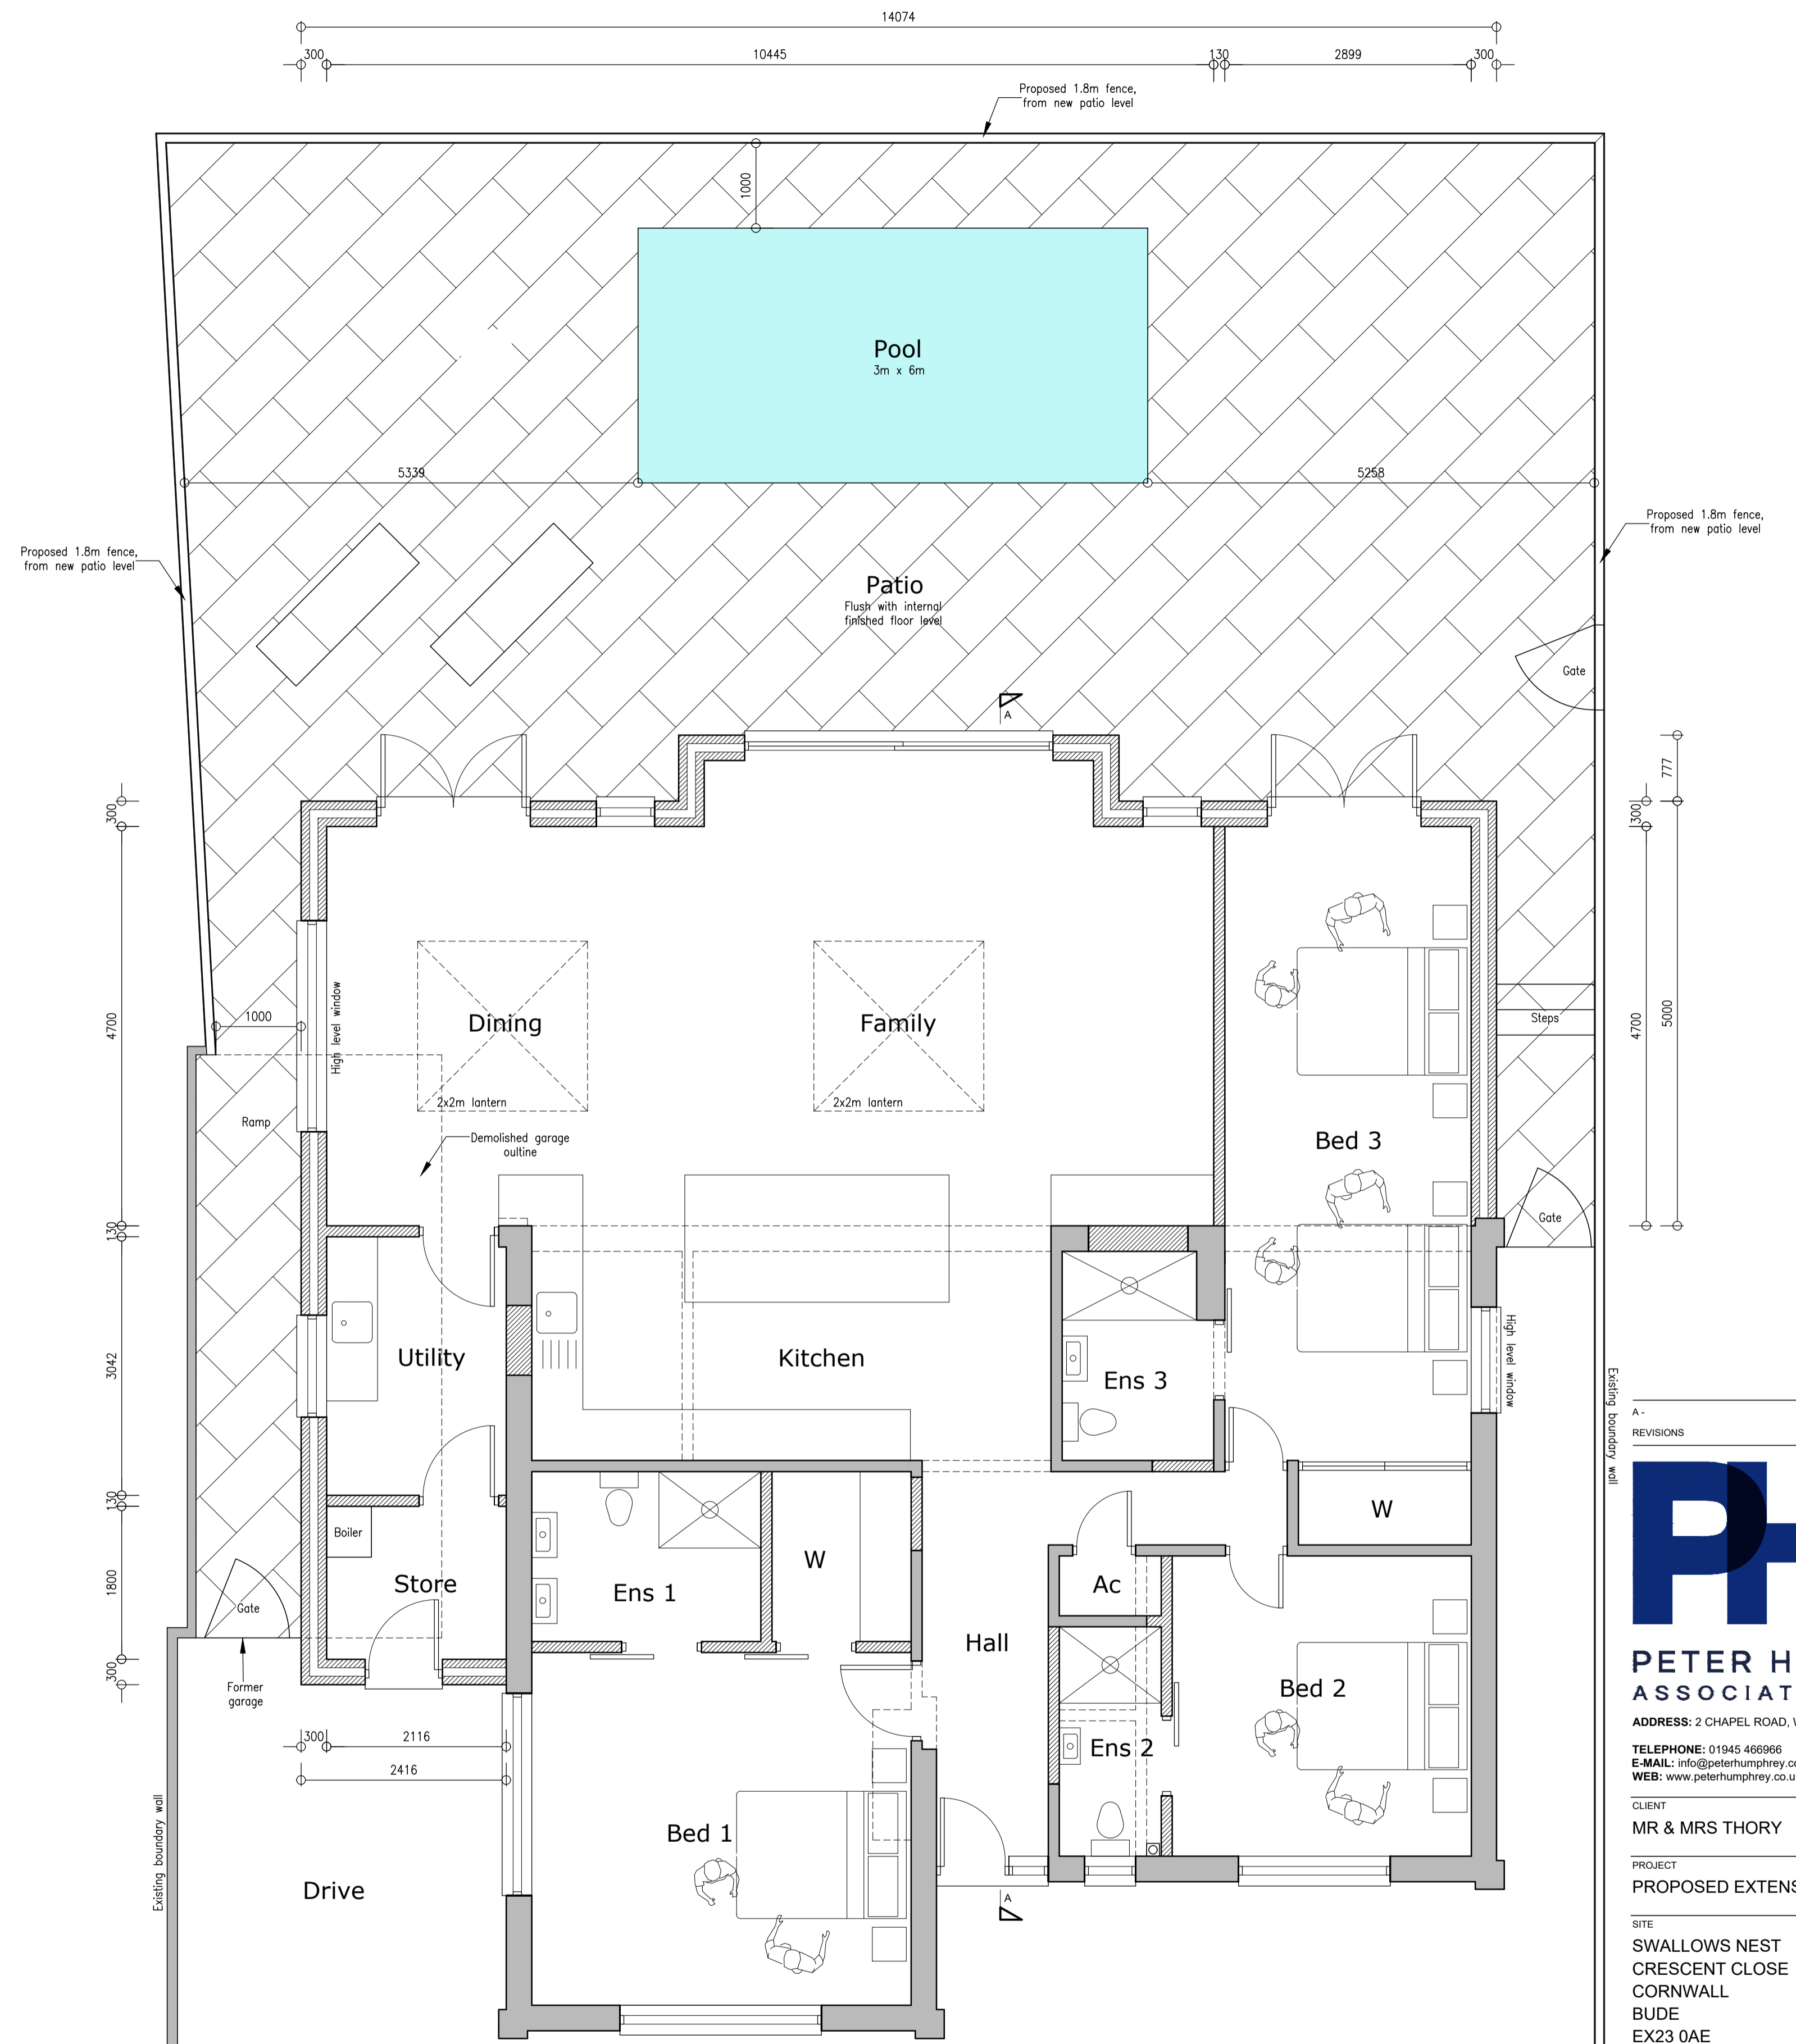 14074
300
10445
130
2899
300
Proposed 1.8m fence,
from new patio level
1000
Pool
3m x 6m
5339
5258
Proposed 1.8m fence,
from new patio level
Proposed 1.8m fence,
from new patio level
Patio
Flush with internal
finished floor level
Gate
A
777
300
300
4700
1000
High level window
Dining
Family
2x2m lantern
2x2m lantern
Steps
4700
5000
Ramp
Demolished garage
oultine
Bed 3
Gate
130
3042
Utility
Kitchen
Ens 3
High level window
Existing boundary wall
A -
REVISIONS
130
Boiler
W
W
1800
Store
Ens 1
Ac
Gate
Hall
300
Former
garage
Bed 2
PETER H
ASSOCIAT
ADDRESS: 2 CHAPEL ROAD,
300
2116
2416
Ens 2
TELEPHONE: 01945 466966
E-MAIL: info@peterhumphrey.co
WEB: www.peterhumphrey.co.u
CLIENT
MR & MRS THORY
Bed 1
Existing boundary wall
Drive
A
PROJECT
PROPOSED EXTENS
SITE
SWALLOWS NEST
CRESCENT CLOSE
CORNWALL
BUDE
EX23 0AE